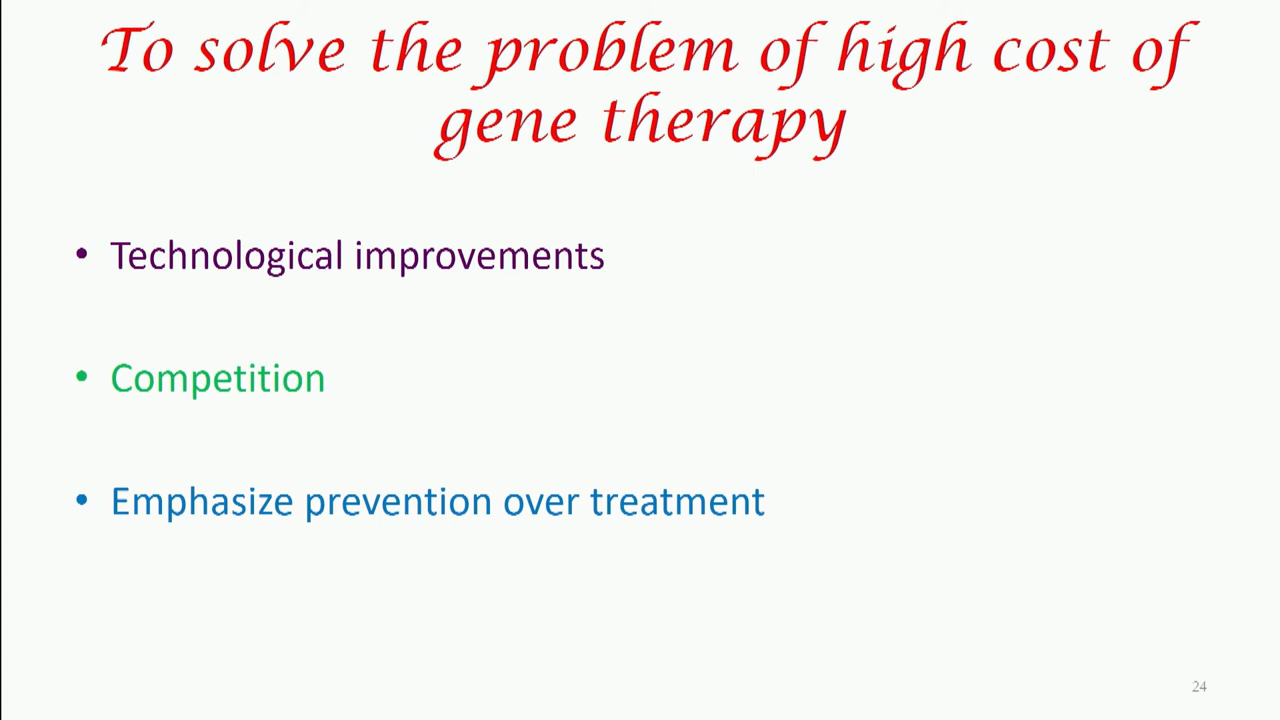 To solve the problem of high cost of
gene therapy
• Technological improvements
• Competition
• Emphasize prevention over treatment
24